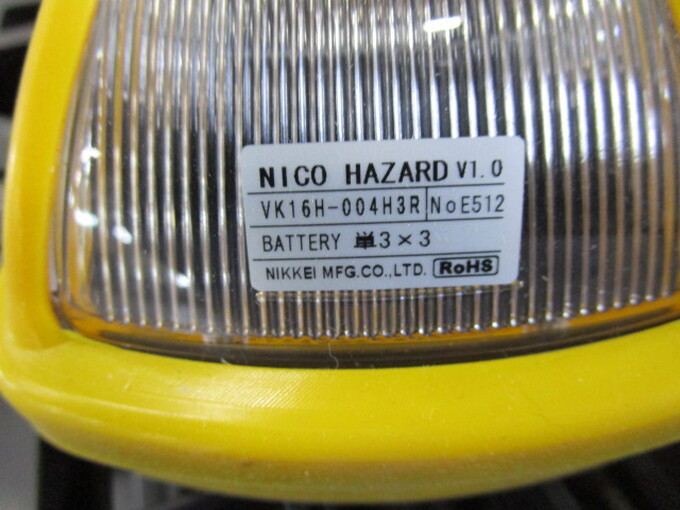 NICO HAZARD V1.0
VK16H-004H3R NoE512
BATTERY 単3×3
NIKKEI MFG.CO.,LTD. RoHS